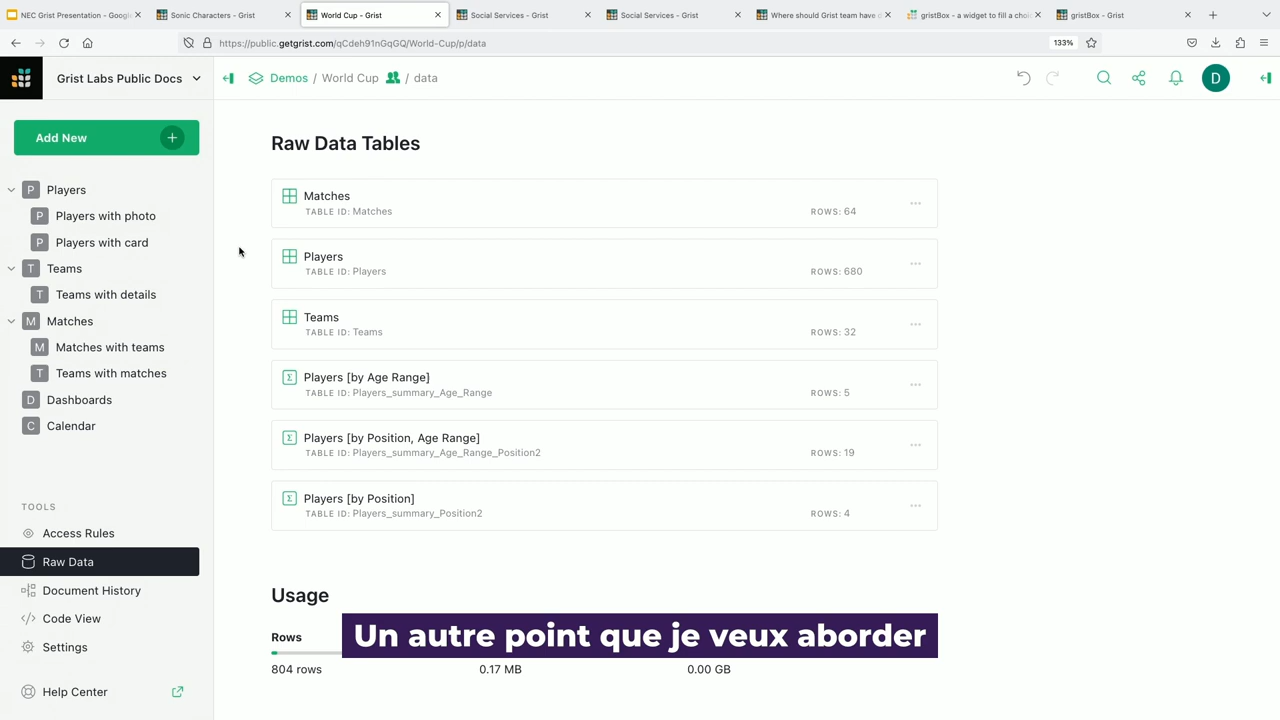 NEC Grist Presentation - Google
Sonic Characters - Grist
World Cup - Grist
Social Services - Grist
Social Services - Grist
Where should Grist team have
gristBox - a widget to fill a choi
gristBox - Grist
https://public.getgrist.com/qCdeh91nGqGQ/World-Cup/p/data
133%
Grist Labs Public Docs
Demos / World Cup / data
D
Add New
P Players
P Players with photo
P Players with card
T Teams
T Teams with details
M Matches
M Matches with teams
T Teams with matches
D Dashboards
C Calendar
TOOLS
Access Rules
Raw Data
Document History
Code View
Settings
Help Center
Raw Data Tables
Matches
TABLE ID: Matches
ROWS: 64
Players
TABLE ID: Players
ROWS: 680
Teams
TABLE ID: Teams
ROWS: 32
Players [by Age Range]
TABLE ID: Players_summary_Age_Range
ROWS: 5
Players [by Position, Age Range]
TABLE ID: Players_summary_Age_Range_Position2
ROWS: 19
Players [by Position]
TABLE ID: Players_summary_Position2
ROWS: 4
Usage
Rows
804 rows
0.17 MB
0.00 GB
Un autre point que je veux aborder